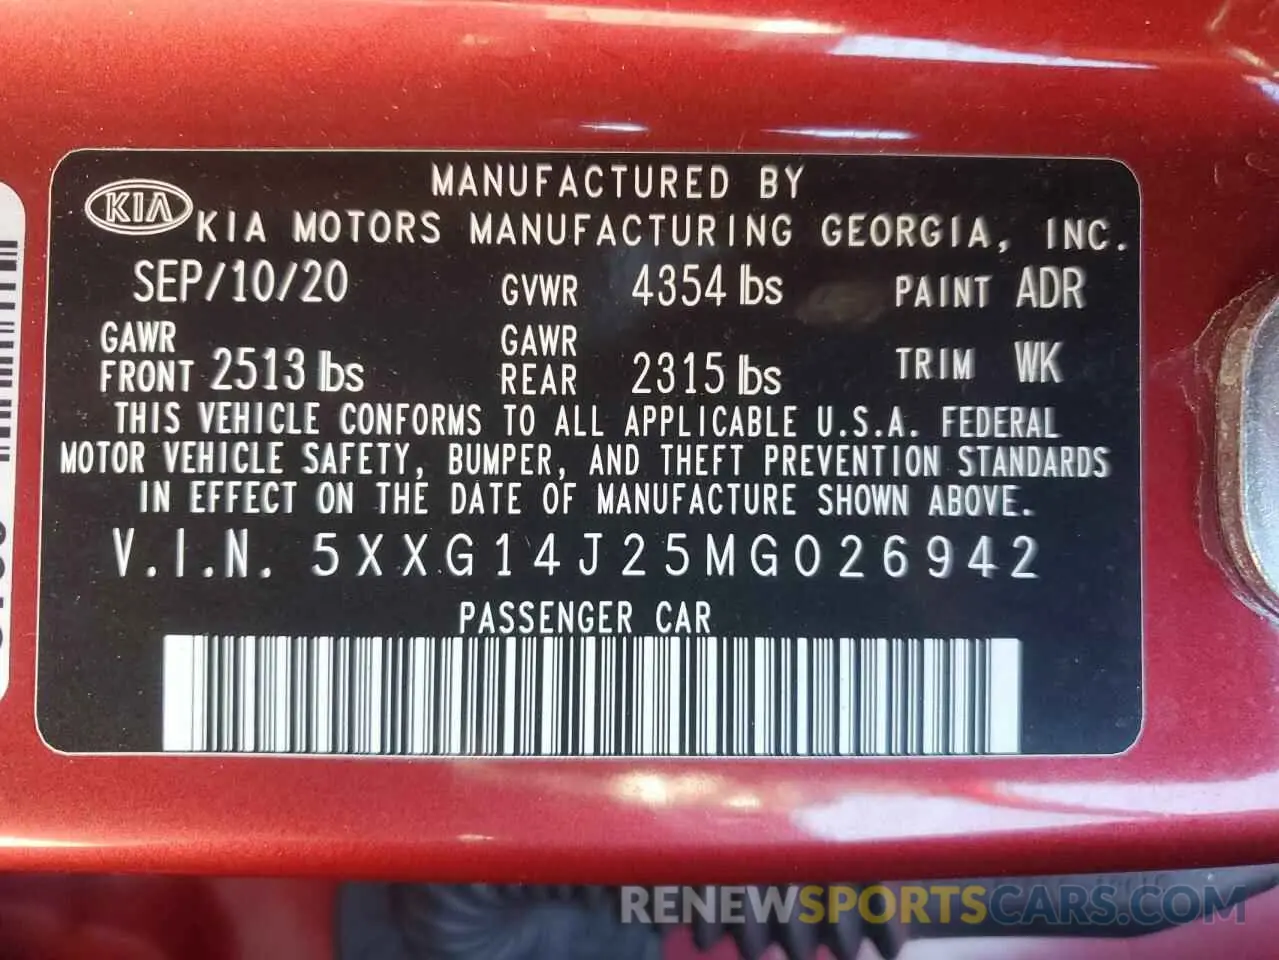 MANUFACTURED BY
KIA
KIA MOTORS MANUFACTURING GEORGIA, INC.
SEP/10/20 GVWR 4354 lbs PAINT ADR
GAWR FRONT 2513 lbs GAWR REAR 2315 lbs TRIM WK
THIS VEHICLE CONFORMS TO ALL APPLICABLE U.S.A. FEDERAL
MOTOR VEHICLE SAFETY, BUMPER, AND THEFT PREVENTION STANDARDS
IN EFFECT ON THE DATE OF MANUFACTURE SHOWN ABOVE.
V.I.N. 5XXG14J25MG026942
PASSENGER CAR
RENEWSPORTSCARS.COM